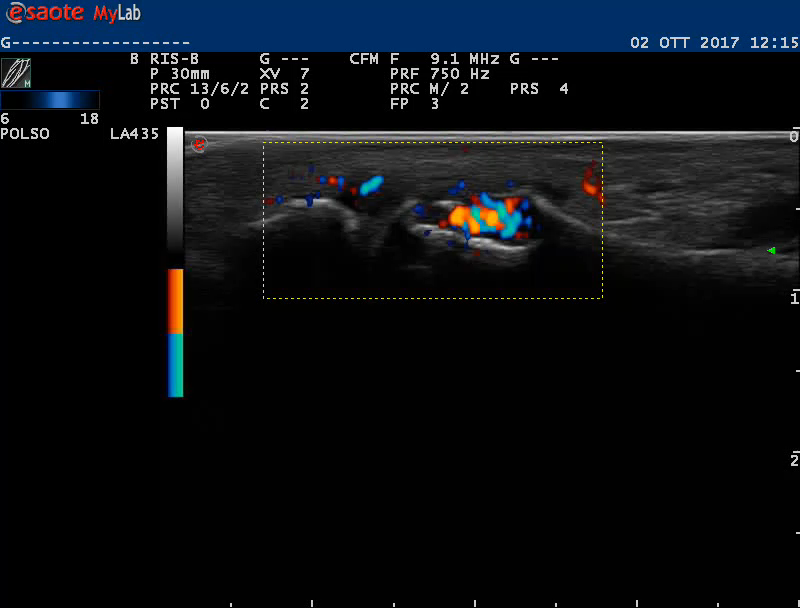 esaote MyLab
G------------------ 02 OTT 2017 12:15
B RIS-B G --- CFM F 9.1 MHz G ---
P 30mm XV 7 PRF 750 Hz
PRC 13/6/2 PRS 2 PRC M/ 2 PRS 4
PST 0 C 2 FP 3
M
6 18
POLSO LA435
e
0
1
2